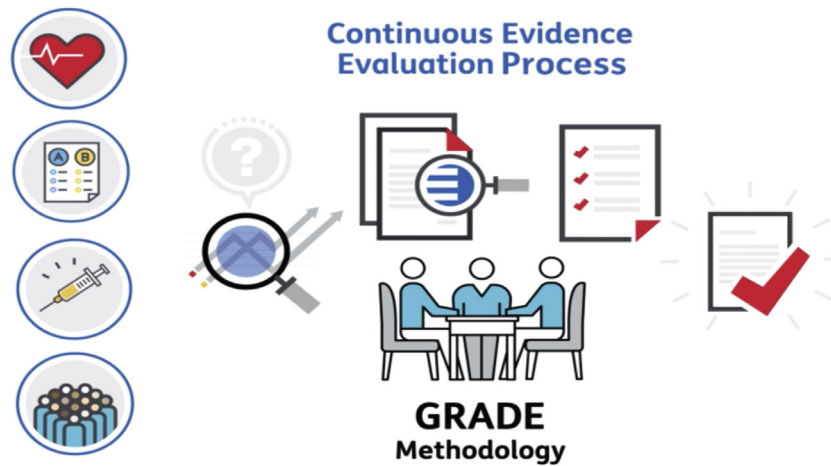 Continuous Evidence
Evaluation Process
?
A B
GRADE
Methodology